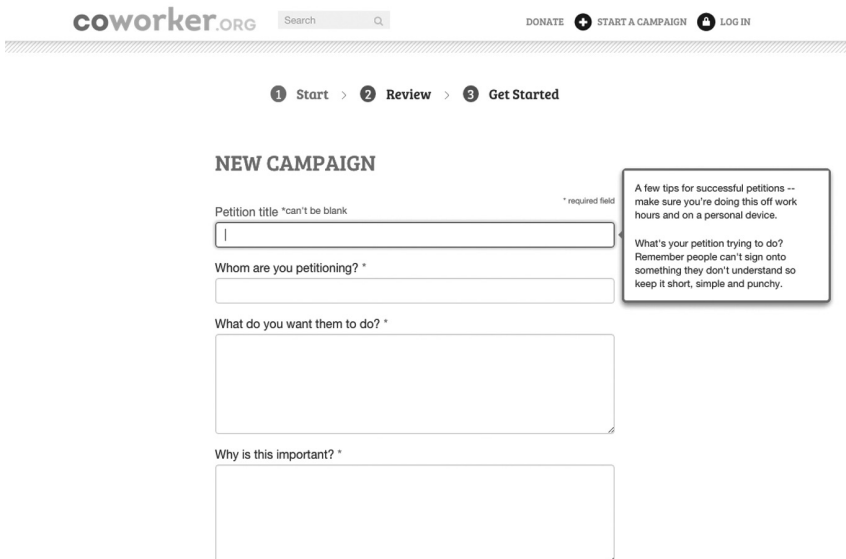 coworker.ORG Search DONATE START A CAMPAIGN LOG IN
1 Start > 2 Review > 3 Get Started
NEW CAMPAIGN
* required field
Petition title *can't be blank
Whom are you petitioning? *
What do you want them to do? *
Why is this important? *
A few tips for successful petitions --
make sure you're doing this off work
hours and on a personal device.
What's your petition trying to do?
Remember people can't sign onto
something they don't understand so
keep it short, simple and punchy.